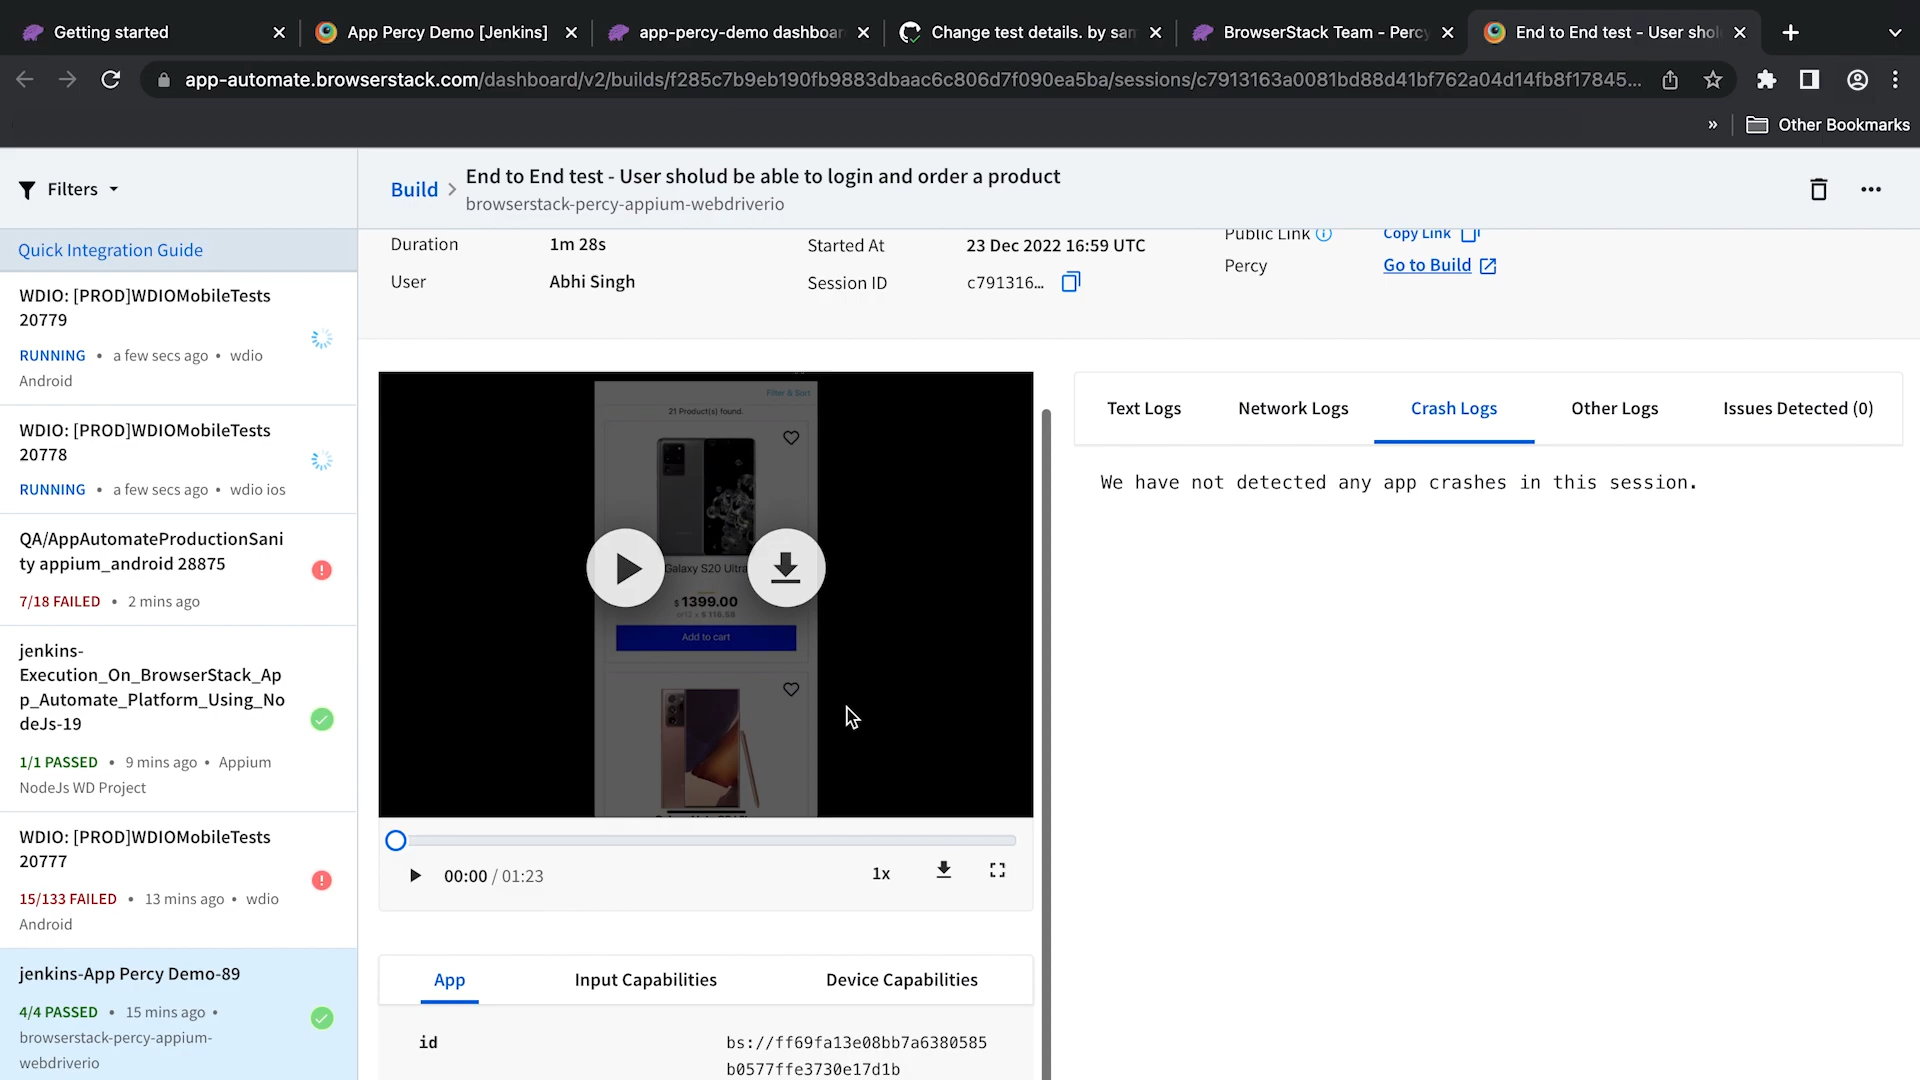 Getting started
App Percy Demo [Jenkins]
app-percy-demo dashboar
Change test details. by sam
BrowserStack Team - Percy
End to End test - User shol
app-automate.browserstack.com/dashboard/v2/builds/f285c7b9eb190fb9883dbaac6c806d7f090ea5ba/sessions/c7913163a0081bd88d41bf762a04d14fb8f17845...
» Other Bookmarks
Filters
Build > End to End test - User sholud be able to login and order a product
browserstack-percy-appium-webdriverio
Quick Integration Guide
WDIO: [PROD]WDIOMobileTests
20779
RUNNING • a few secs ago • wdio
Android
WDIO: [PROD]WDIOMobileTests
20778
RUNNING • a few secs ago • wdio ios
QA/AppAutomateProductionSani
ty appium_android 28875
7/18 FAILED • 2 mins ago
jenkins-
Execution_On_BrowserStack_Ap
p_Automate_Platform_Using_No
deJs-19
1/1 PASSED • 9 mins ago • Appium
NodeJs WD Project
WDIO: [PROD]WDIOMobileTests
20777
15/133 FAILED • 13 mins ago • wdio
Android
jenkins-App Percy Demo-89
4/4 PASSED • 15 mins ago •
browserstack-percy-appium-
webdriverio
Duration 1m 28s
User Abhi Singh
Started At 23 Dec 2022 16:59 UTC
Session ID c791316...
Public Link Copy Link
Percy Go to Build
Filter & Sort
21 Product(s) found.
Galaxy S20 Ultra
$ 1399.00
Add to cart
00:00 / 01:23 1x
App Input Capabilities Device Capabilities
id bs://ff69fa13e08bb7a6380585
b0577ffe3730e17d1b
Text Logs Network Logs Crash Logs Other Logs Issues Detected (0)
We have not detected any app crashes in this session.